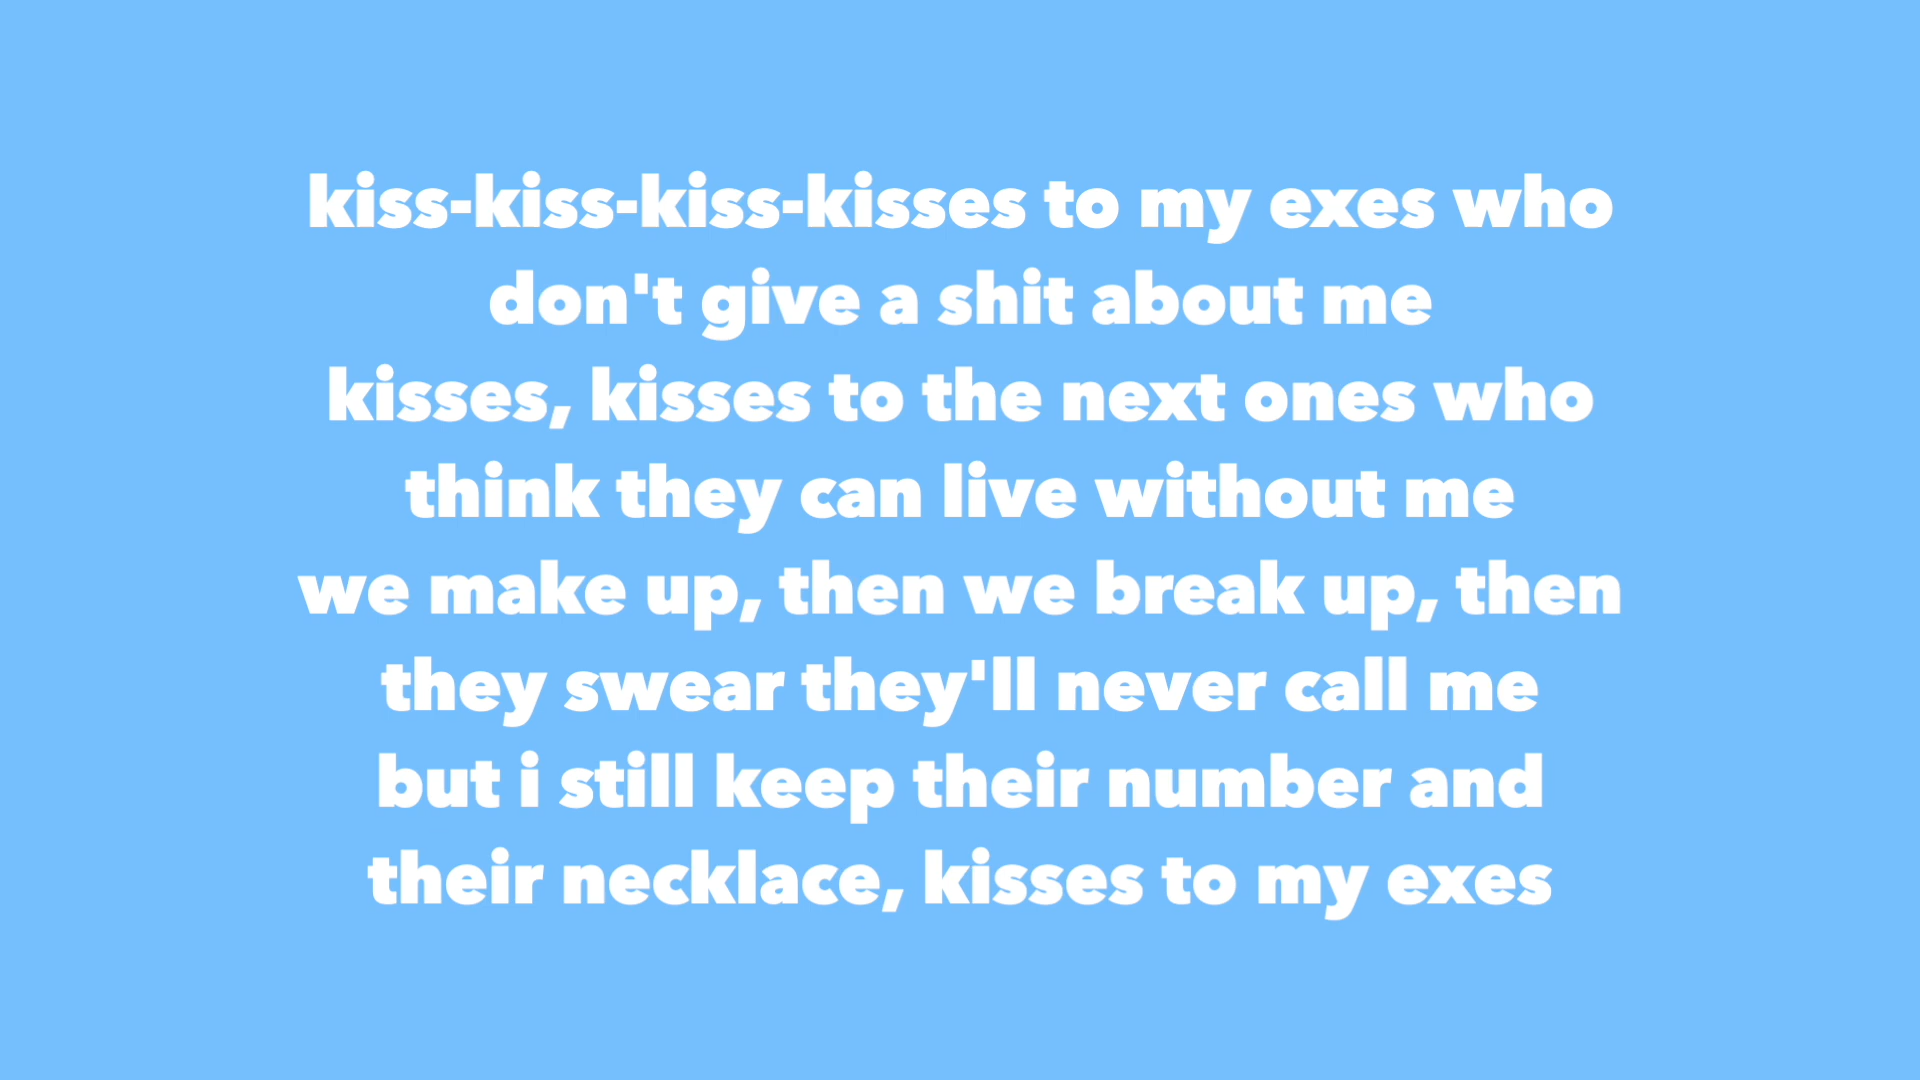 kiss-kiss-kiss-kisses to my exes who
don't give a shit about me
kisses, kisses to the next ones who
think they can live without me
we make up, then we break up, then
they swear they'll never call me
but i still keep their number and
their necklace, kisses to my exes